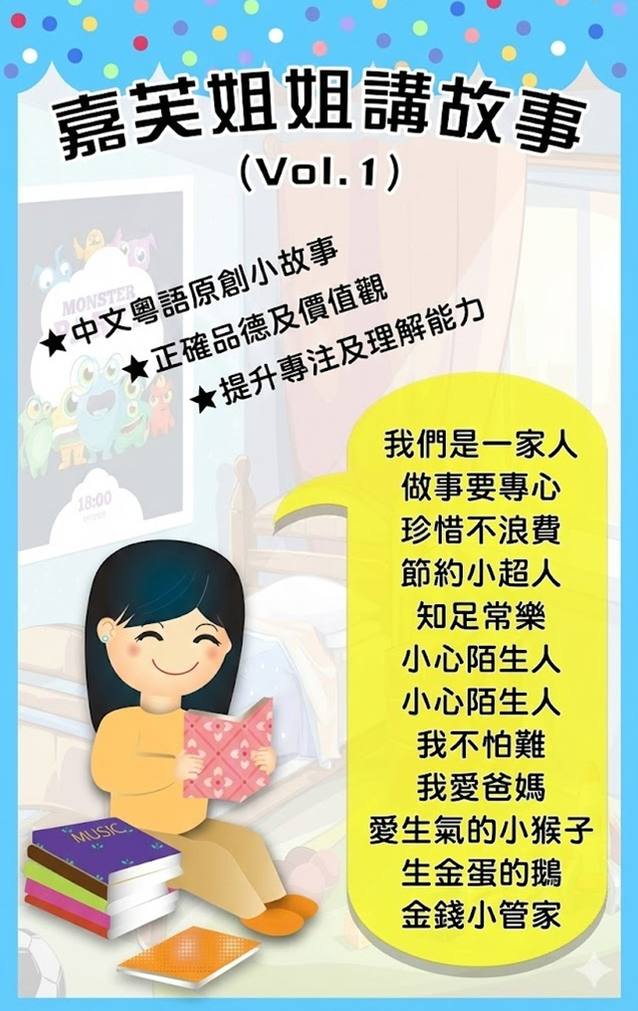 嘉芙姐姐講故事
(Vol.1)
MONSTER
★中文粵語原創小故事
★正確品德及價值觀
★提升專注及理解能力
18:00
我們是一家人
做事要專心
珍惜不浪費
節約小超人
知足常樂
小心陌生人
小心陌生人
我不怕難
我愛爸媽
愛生氣的小猴子
生金蛋的鵝
金錢小管家
MUSIC